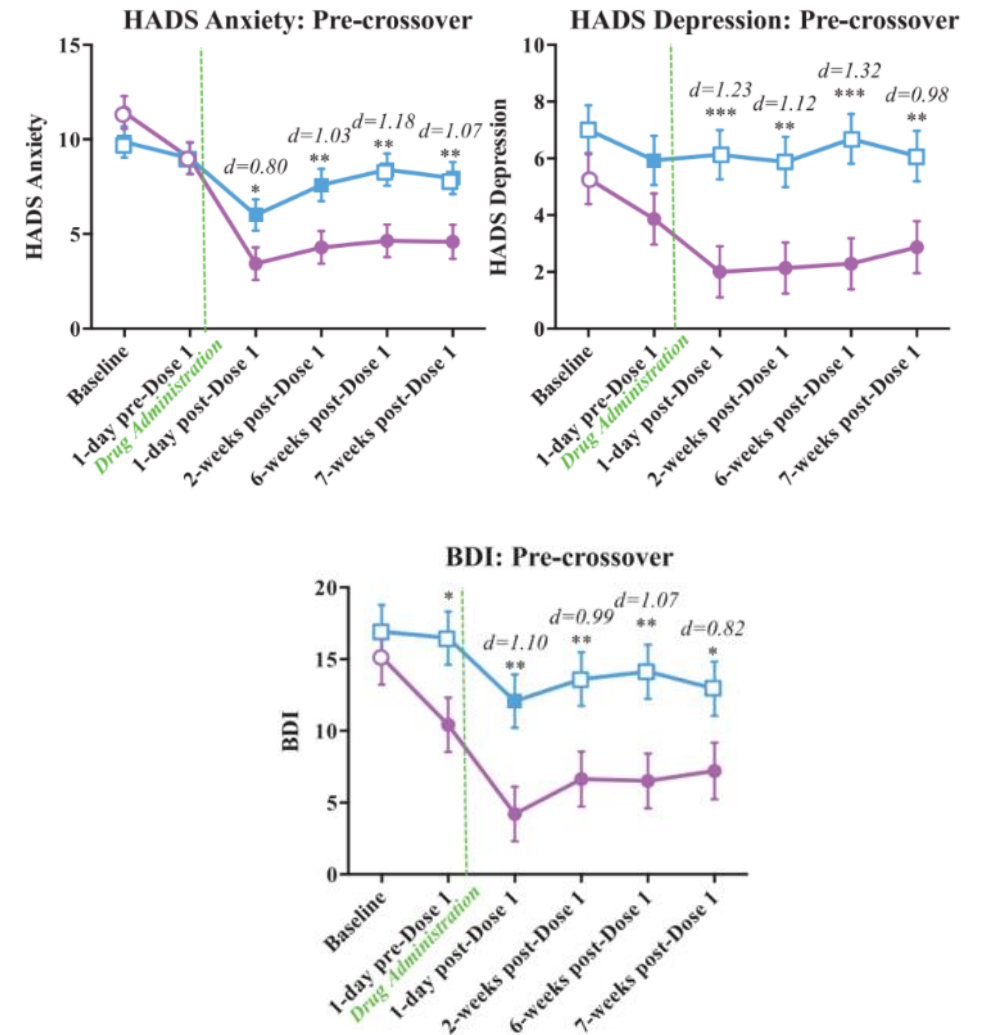 HADS Anxiety: Pre-crossover
HADS Anxiety
15
10
5
0
d=0.80
*
d=1.03
**
d=1.18
**
d=1.07
**
Baseline
1-day pre-Dose 1
Drug Administration
1-day post-Dose 1
2-weeks post-Dose 1
6-weeks post-Dose 1
7-weeks post-Dose 1
HADS Depression: Pre-crossover
HADS Depression
10
8
6
4
2
0
d=1.23
***
d=1.12
**
d=1.32
***
d=0.98
**
Baseline
1-day pre-Dose 1
Drug Administration
1-day post-Dose 1
2-weeks post-Dose 1
6-weeks post-Dose 1
7-weeks post-Dose 1
BDI: Pre-crossover
BDI
20
15
10
5
0
*
d=1.10
**
d=0.99
**
d=1.07
**
d=0.82
*
Baseline
1-day pre-Dose 1
Drug Administration
1-day post-Dose 1
2-weeks post-Dose 1
6-weeks post-Dose 1
7-weeks post-Dose 1